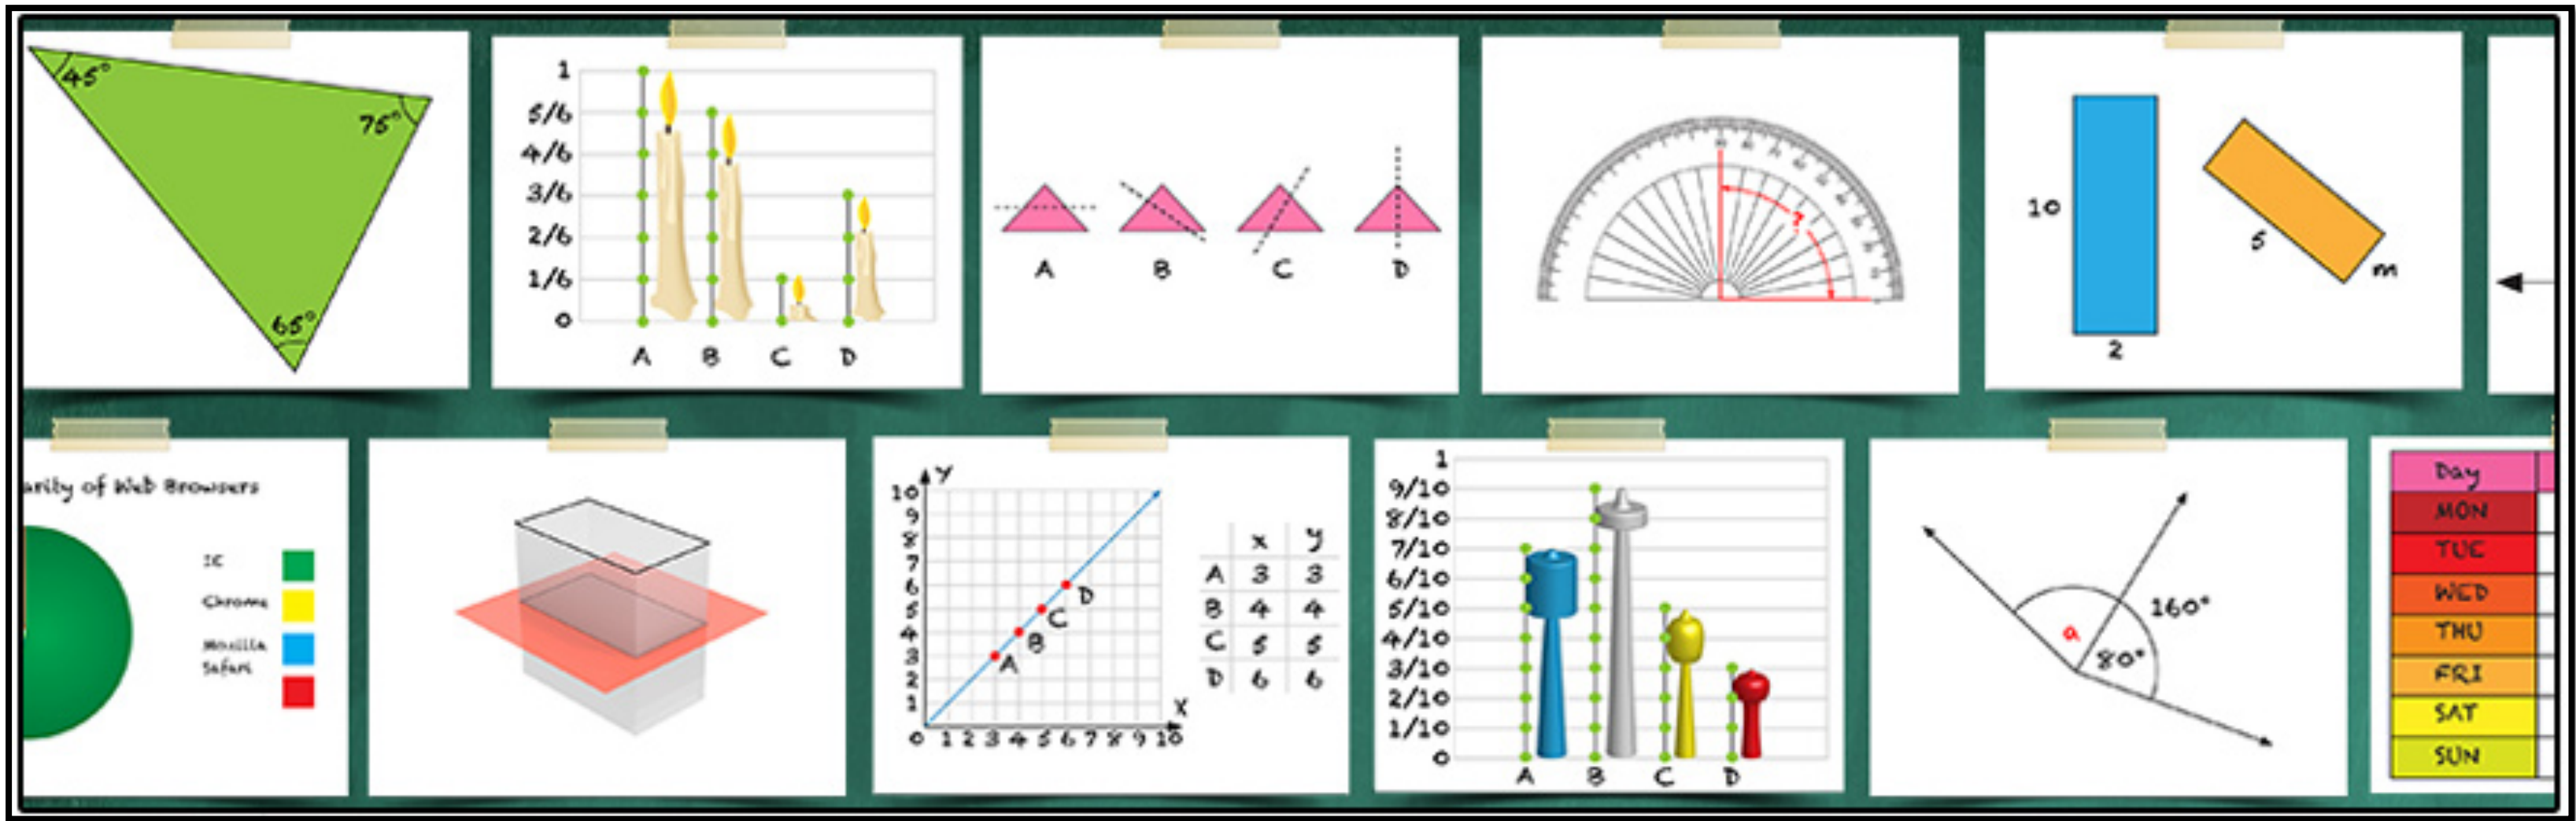 45°
75°
65°
1
5/6
4/6
3/6
2/6
1/6
0
A B C D
A B C D
?
10
2
5
m
arity of Web Browsers
IE
Chrome
Mozilla
Safari
Y
10
9
8
7
6
5
4
3
2
1
0 1 2 3 4 5 6 7 8 9 10
X
A
B
C
D
x y
A 3 3
B 4 4
C 5 5
D 6 6
1
9/10
8/10
7/10
6/10
5/10
4/10
3/10
2/10
1/10
0
A B C D
a
80°
160°
Day
MON
TUE
WED
THU
FRI
SAT
SUN